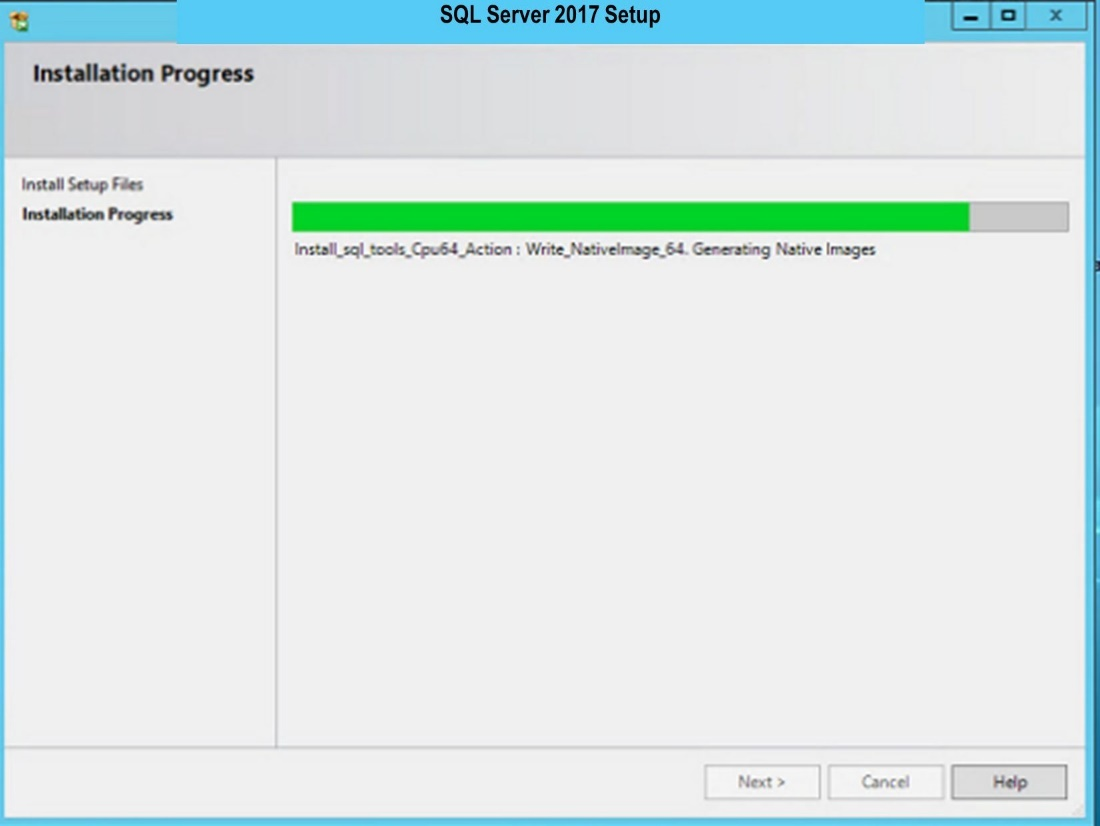 SQL Server 2017 Setup
Installation Progress
Install Setup Files
Installation Progress
Install_sql_tools_Cpu64_Action : Write_NativeImage_64. Generating Native Images
Next >
Cancel
Help